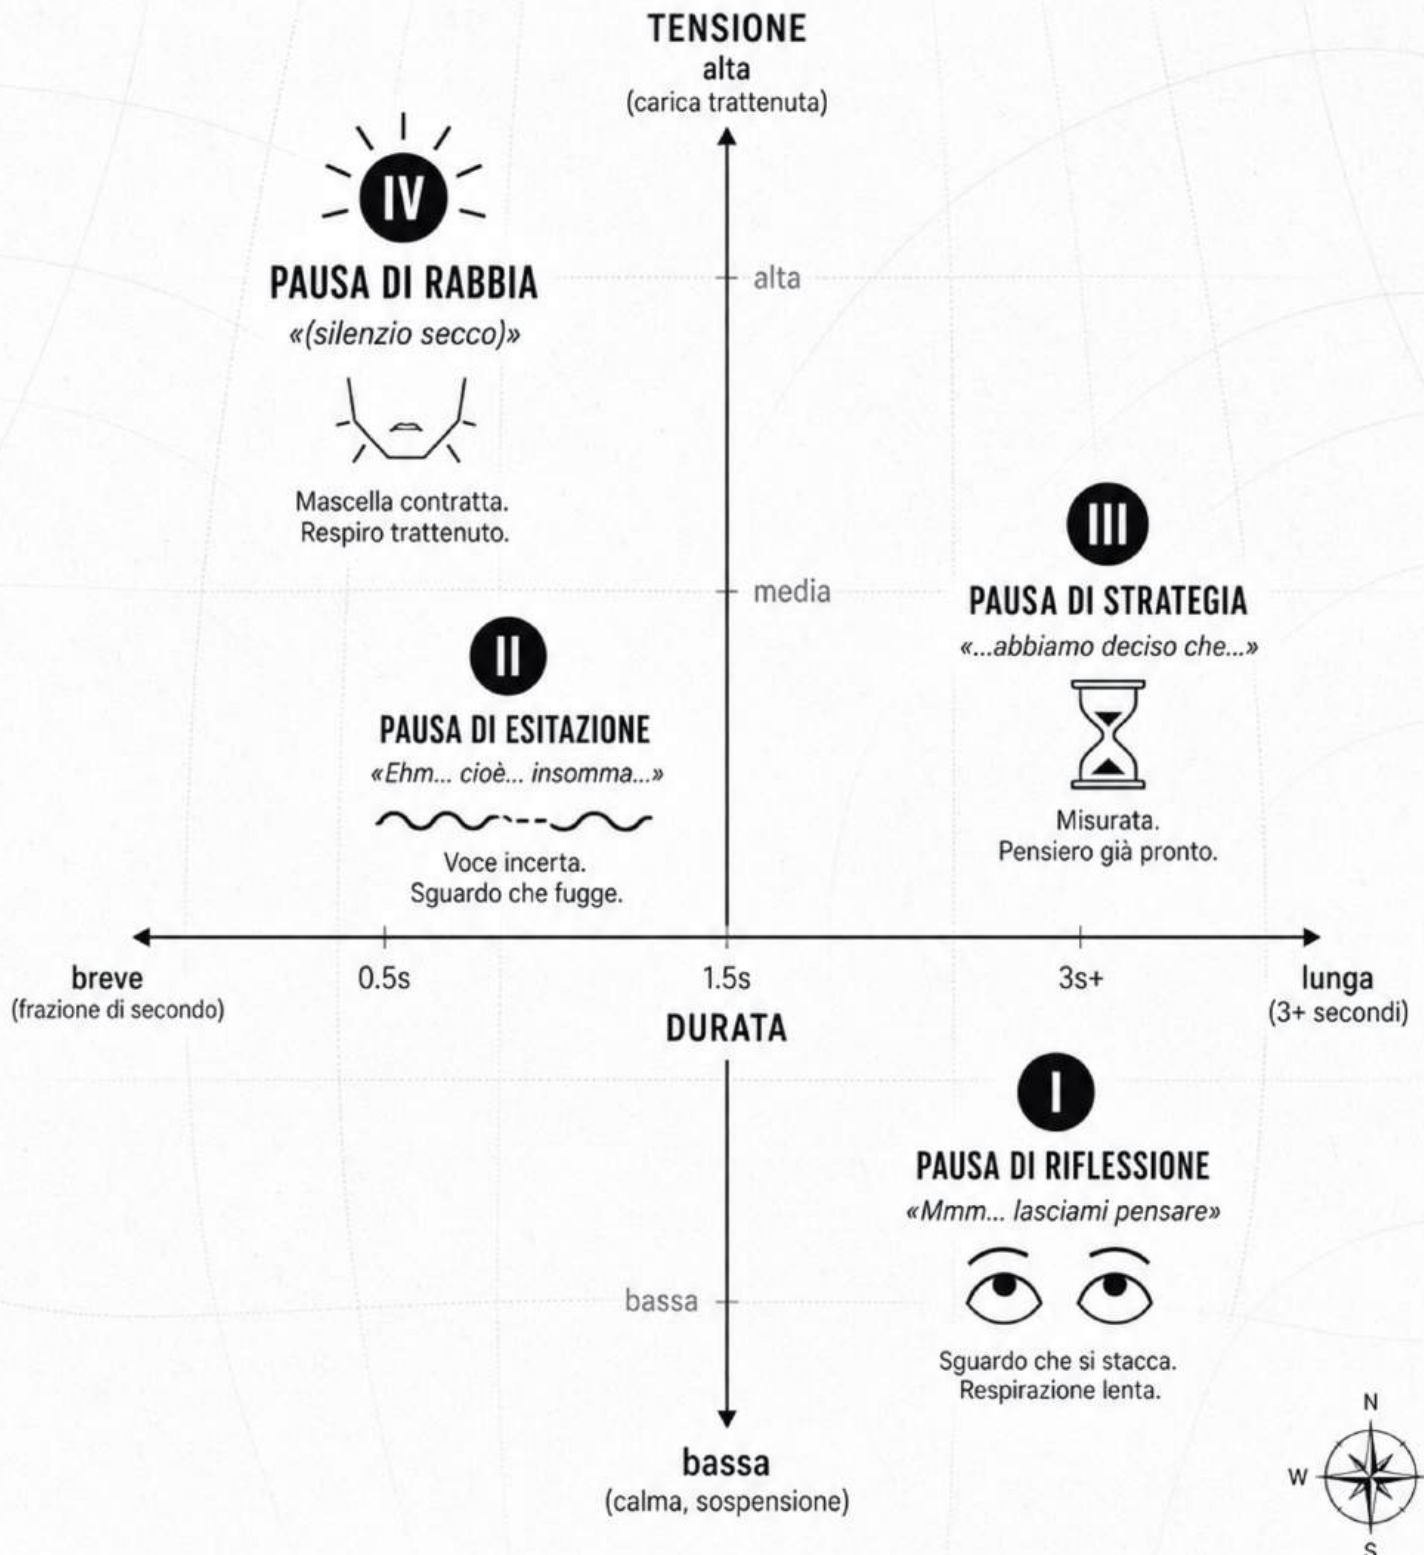 TENSIONE
alta
(carica trattenuta)
IV
PAUSA DI RABBIA
«(silenzio secco)»
Mascella contratta.
Respiro trattenuto.
alta
media
III
PAUSA DI STRATEGIA
«...abbiamo deciso che...»
Misurata.
Pensiero già pronto.
II
PAUSA DI ESITAZIONE
«Ehm... cioè... insomma...»
Voce incerta.
Sguardo che fugge.
breve
(frazione di secondo)
0.5s
1.5s
3s+
lunga
(3+ secondi)
DURATA
I
PAUSA DI RIFLESSIONE
«Mmm... lasciami pensare»
Sguardo che si stacca.
Respirazione lenta.
bassa
bassa
(calma, sospensione)
N
W
S